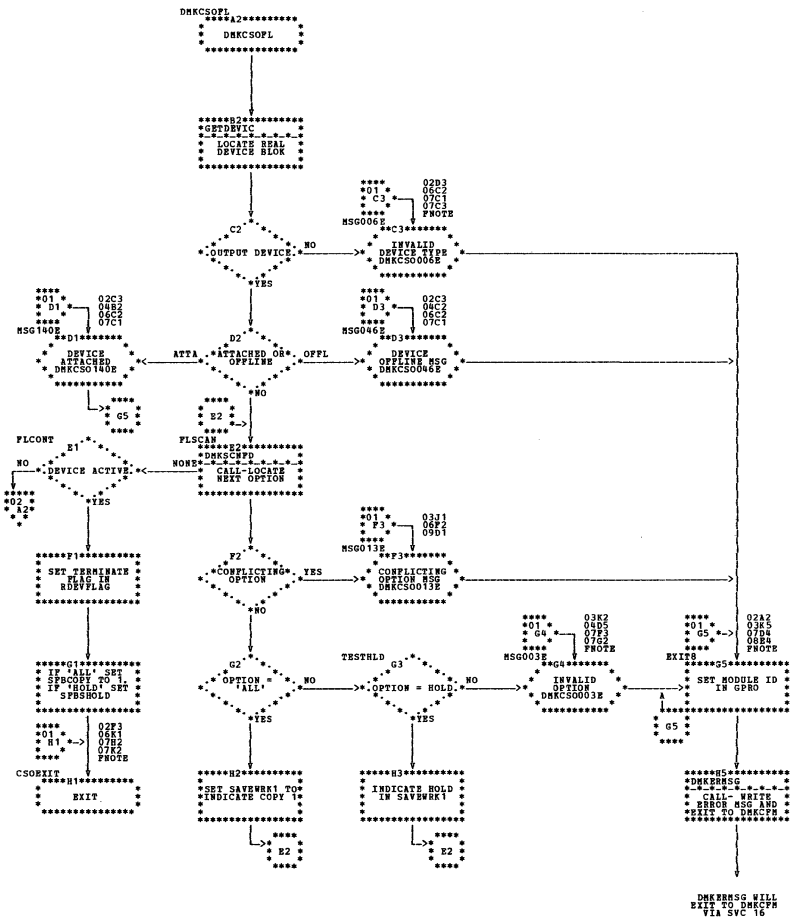 DMKCSOFL
A2
DMKCSOFL
B2
GETDEVIC
LOCATE REAL
DEVICE BLOK
01
C3
02D3
06C2
07C1
07C3
FNOTE
MSG006E
C2
OUTPUT DEVICE
NO
YES
C3
INVALID
DEVICE TYPE
DMKCSO006E
01
D1
02C3
04B2
06C2
07C1
MSG140E
01
D3
02C3
04C2
06C2
07C1
MSG046E
D1
DEVICE
ATTACHED
DMKCSO140E
ATTA
D2
ATTACHED OR
OFFLINE
OFFL
NO
D3
DEVICE
OFFLINE MSG
DMKCSO046E
G5
E2
FLCONT
E1
NO
DEVICE ACTIVE
YES
NONE
FLSCAN
E2
DMKSCNFD
CALL-LOCATE
NEXT OPTION
02
A2
01
F3
03J1
06F2
09D1
MSG013E
F1
SET TERMINATE
FLAG IN
RDEVFLAG
F2
CONFLICTING
OPTION
YES
NO
F3
CONFLICTING
OPTION MSG
DMKCSO013E
01
G4
03K2
04D5
07F3
07G2
FNOTE
MSG003E
01
G5
02A2
03K5
07D4
08E4
FNOTE
EXIT8
G1
IF 'ALL' SET
SFBCOPY TO 1,
IF 'HOLD' SET
SFBSHOLD
G2
OPTION =
'ALL'
NO
YES
TESTHLD
G3
OPTION = HOLD
NO
YES
G4
INVALID
OPTION
DMKCSO003E
G5
SET MODULE ID
IN GPR0
A
G5
01
H1
02F3
06K1
07H2
07K2
FNOTE
CSOEXIT
H1
EXIT
H2
SET SAVEWRK1 TO
INDICATE COPY 1
H3
INDICATE HOLD
IN SAVEWRK1
H5
DMKERMSG
CALL- WRITE
ERROR MSG AND
EXIT TO DMKCFM
E2
E2
DMKERMSG WILL
EXIT TO DMKCFM
VIA SVC 16